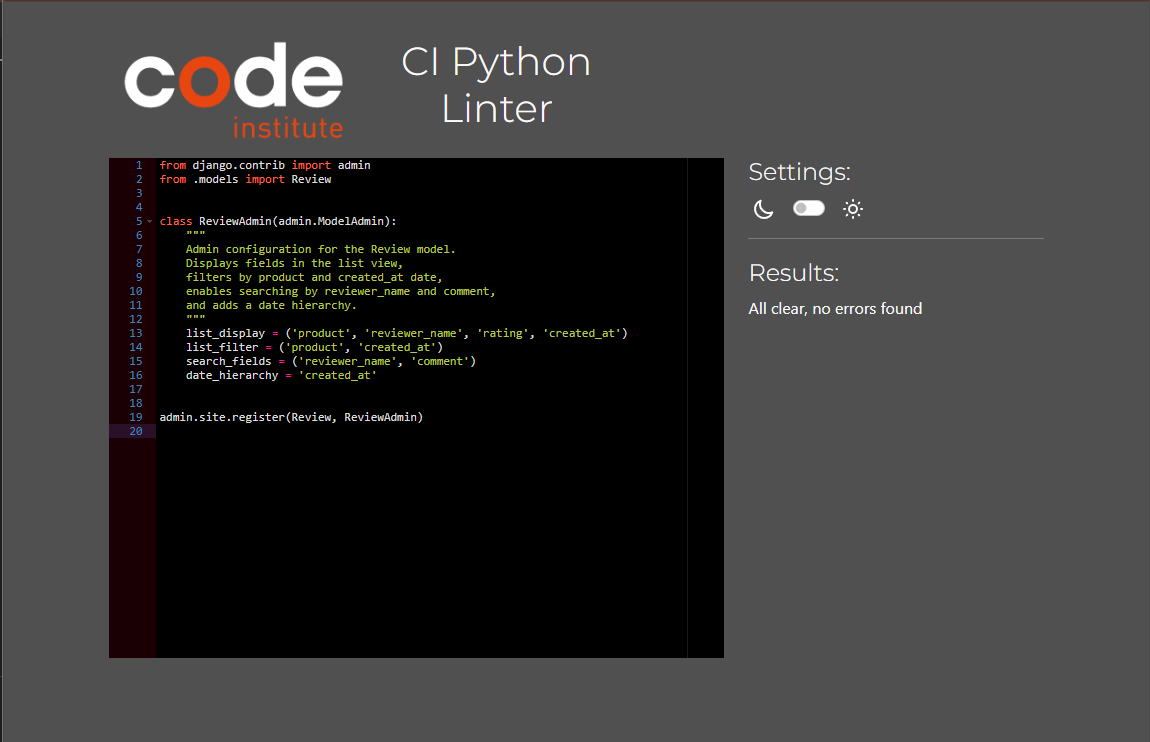 code
institute
CI Python
Linter
1 from django.contrib import admin
2 from .models import Review
3
4
5 class ReviewAdmin(admin.ModelAdmin):
6     """
7     Admin configuration for the Review model.
8     Displays fields in the list view,
9     filters by product and created_at date,
10     enables searching by reviewer_name and comment,
11     and adds a date hierarchy.
12     """
13     list_display = ('product', 'reviewer_name', 'rating', 'created_at')
14     list_filter = ('product', 'created_at')
15     search_fields = ('reviewer_name', 'comment')
16     date_hierarchy = 'created_at'
17
18
19 admin.site.register(Review, ReviewAdmin)
20
Settings:
Results:
All clear, no errors found